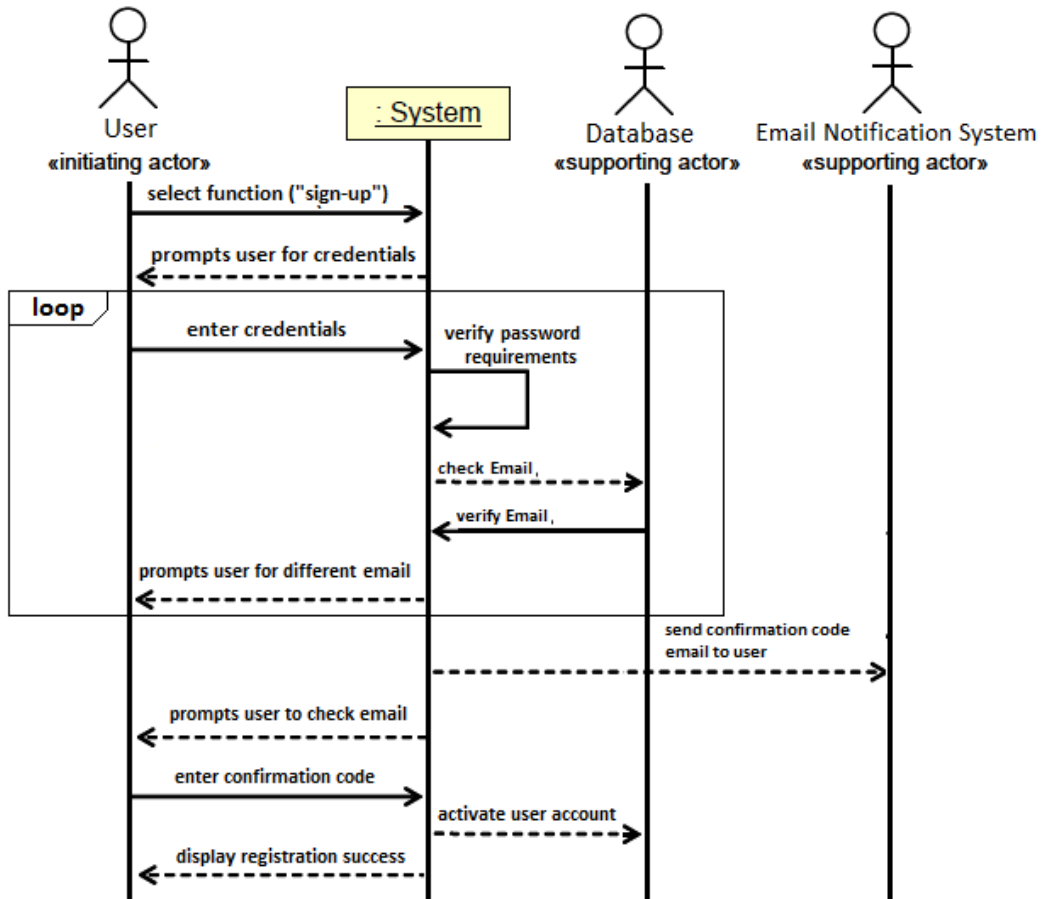 : System
User
«initiating actor»
Database
«supporting actor»
Email Notification System
«supporting actor»
select function ("sign-up")
prompts user for credentials
loop
enter credentials
verify password
requirements
check Email,
verify Email,
prompts user for different email
send confirmation code
email to user
prompts user to check email
enter confirmation code
activate user account
display registration success